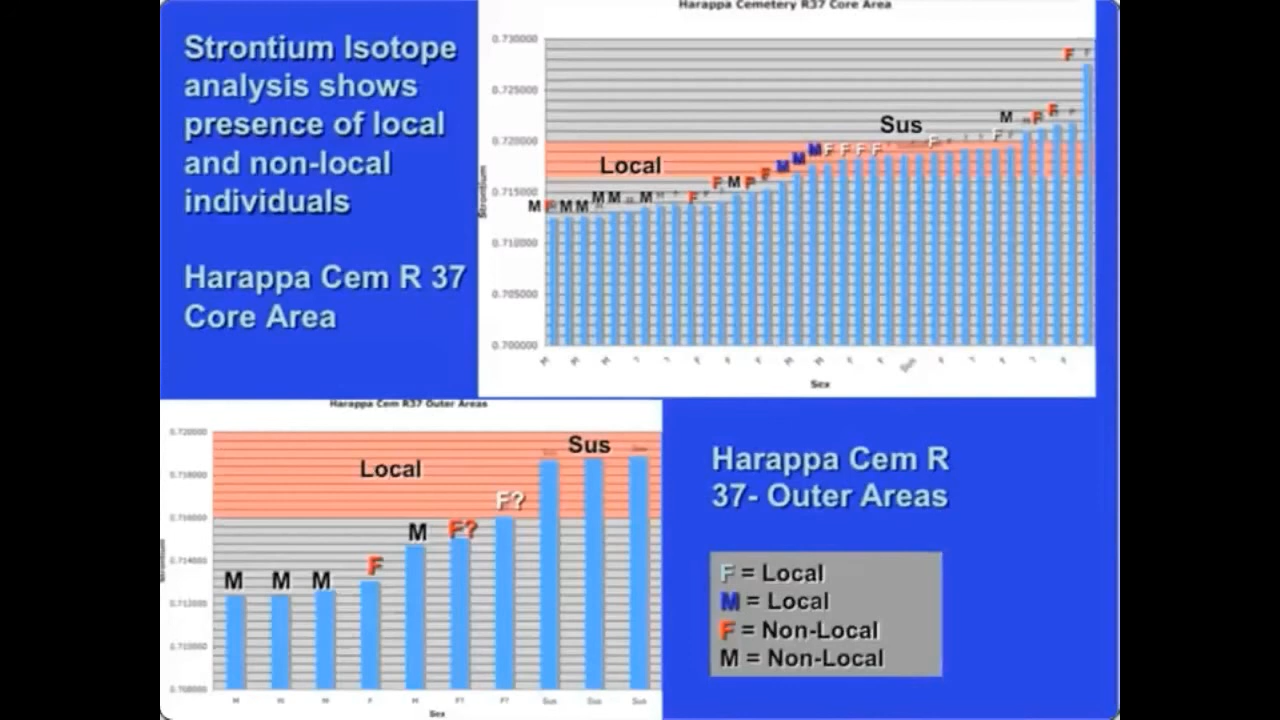 Strontium Isotope
analysis shows
presence of local
and non-local
individuals
Harappa Cem R 37
Core Area
Harappa Cemetery R37 Core Area
0.730000
0.725000
0.720000
0.715000
0.710000
0.705000
0.700000
Strontium
Local
Sus
M M M M M M
F F M F F
M M M F F F F
F F M F F F
Sex
Harappa Cem R37 Outer Areas
0.720000
0.718000
0.716000
0.714000
0.712000
0.710000
0.708000
Local
Sus
M M M F M F? F?
M M M F M F? F? Sus Sus Sus
Sex
Harappa Cem R
37- Outer Areas
F = Local
M = Local
F = Non-Local
M = Non-Local